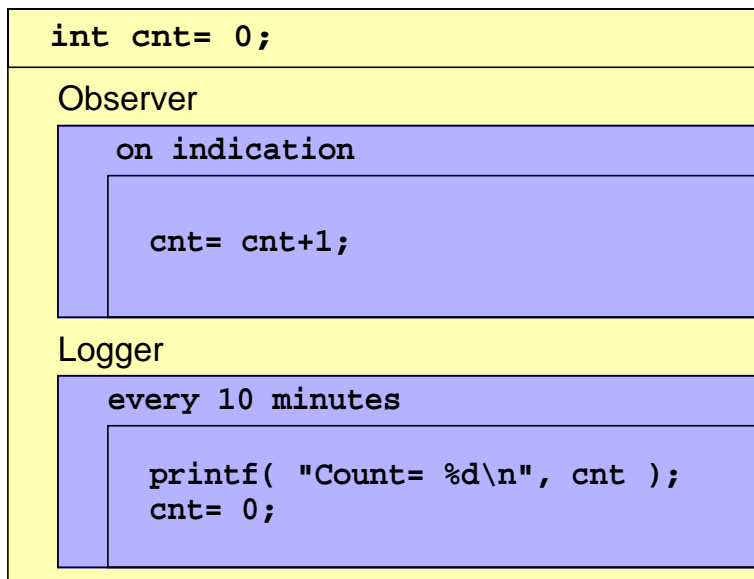 int cnt= 0;
Observer
on indication
cnt= cnt+1;
Logger
every 10 minutes
printf( "Count= %d\n", cnt );
cnt= 0;